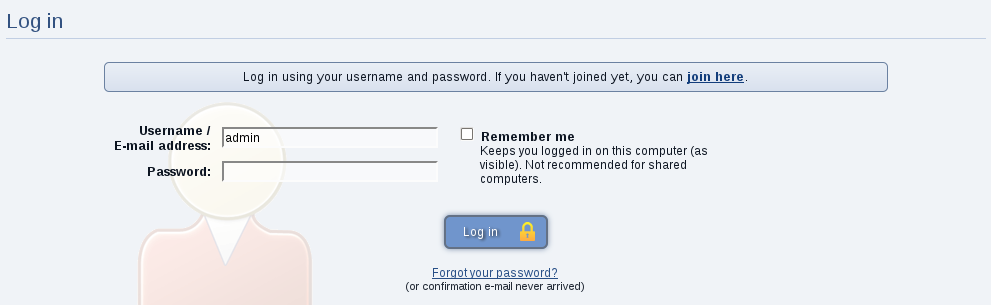 Log in
Log in using your username and password. If you haven't joined yet, you can join here.
Username /
E-mail address:
admin
Password:
Remember me
Keeps you logged in on this computer (as
visible). Not recommended for shared
computers.
Log in
Forgot your password?
(or confirmation e-mail never arrived)